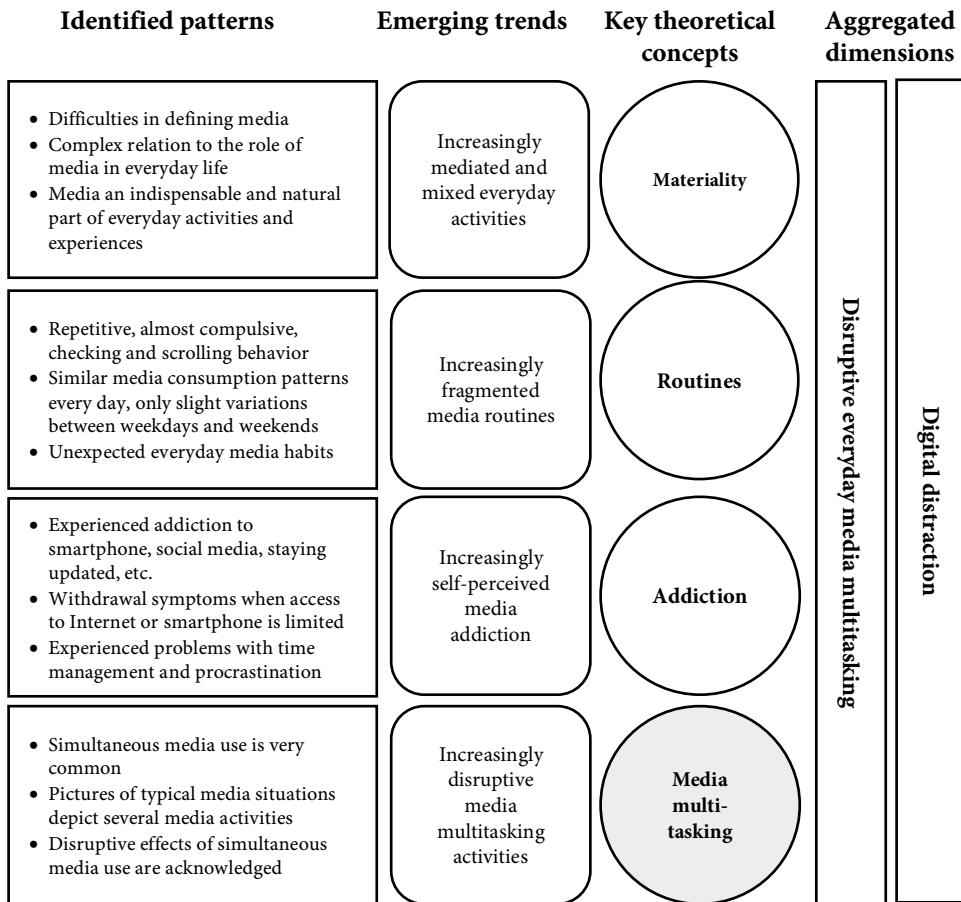 Identified patterns
Emerging trends
Key theoretical
concepts
Aggregated
dimensions
• Difficulties in defining media
• Complex relation to the role of
media in everyday life
• Media an indispensable and natural
part of everyday activities and
experiences
Increasingly
mediated and
mixed everyday
activities
Materiality
• Repetitive, almost compulsive,
checking and scrolling behavior
• Similar media consumption patterns
every day, only slight variations
between weekdays and weekends
• Unexpected everyday media habits
Increasingly
fragmented
media routines
Routines
• Experienced addiction to
smartphone, social media, staying
updated, etc.
• Withdrawal symptoms when access
to Internet or smartphone is limited
• Experienced problems with time
management and procrastination
Increasingly
self-perceived
media
addiction
Addiction
• Simultaneous media use is very
common
• Pictures of typical media situations
depict several media activities
• Disruptive effects of simultaneous
media use are acknowledged
Increasingly
disruptive
media
multitasking
activities
Media
multi-
tasking
Disruptive everyday media multitasking
Digital distraction